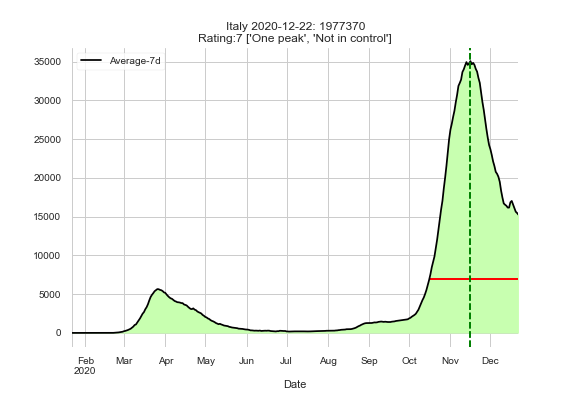 Italy 2020-12-22: 1977370
Rating:7 ['One peak', 'Not in control']
Average-7d
35000
30000
25000
20000
15000
10000
5000
0
Feb Mar Apr May Jun Jul Aug Sep Oct Nov Dec
2020
Date